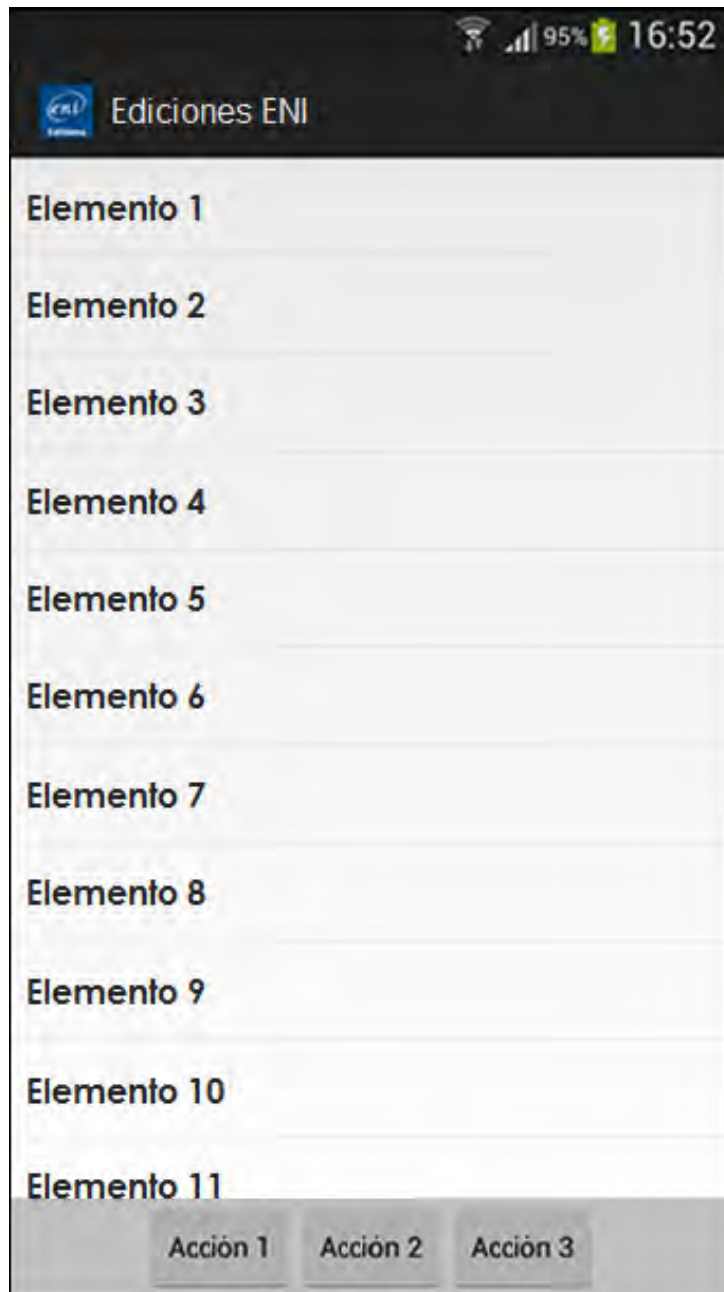 95% 16:52
eni
Ediciones ENI
Elemento 1
Elemento 2
Elemento 3
Elemento 4
Elemento 5
Elemento 6
Elemento 7
Elemento 8
Elemento 9
Elemento 10
Elemento 11
Acción 1 Acción 2 Acción 3